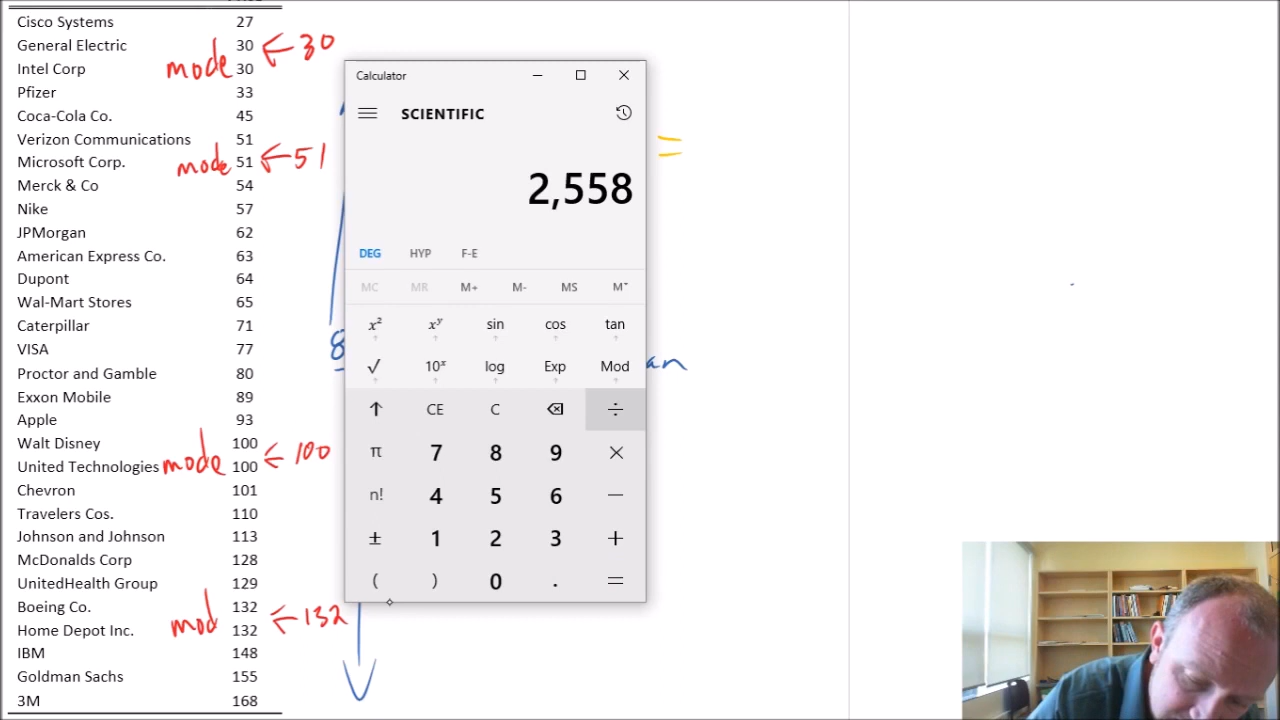 Cisco Systems 27
General Electric 30 ← 30
Intel Corp mode 30
Pfizer 33
Coca-Cola Co. 45
Verizon Communications 51
Microsoft Corp. mode 51 ← 51
Merck & Co 54
Nike 57
JPMorgan 62
American Express Co. 63
Dupont 64
Wal-Mart Stores 65
Caterpillar 71
VISA 77
Proctor and Gamble 80
Exxon Mobile 89
Apple 93
Walt Disney 100
United Technologies mode 100 ← 100
Chevron 101
Travelers Cos. 110
Johnson and Johnson 113
McDonalds Corp 128
UnitedHealth Group 129
Boeing Co. 132
Home Depot Inc. mod 132 ← 132
IBM 148
Goldman Sachs 155
3M 168
8
an
=
Calculator
SCIENTIFIC
2,558
DEG HYP F-E
MC MR M+ M- MS M˅
x² xʸ sin cos tan
√ 10ˣ log Exp Mod
↑ CE C ⌫ ÷
π 7 8 9 ×
n! 4 5 6 −
± 1 2 3 +
( ) 0 . =